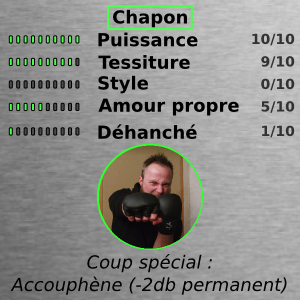 Chapon
Puissance 10/10
Tessiture 9/10
Style 0/10
Amour propre 5/10
Déhanché 1/10
Coup spécial :
Accouphène (-2db permanent)